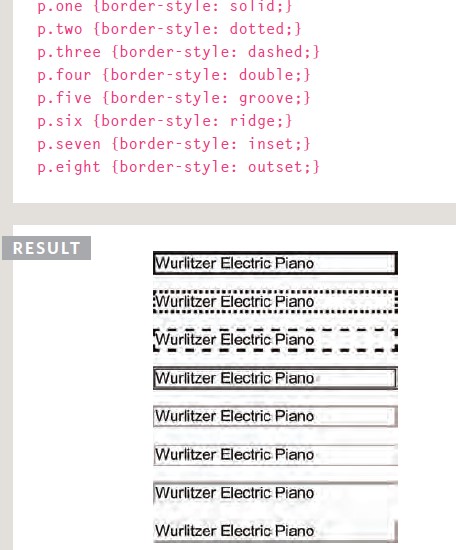 p.one {border-style: solid;}
p.two {border-style: dotted;}
p.three {border-style: dashed;}
p.four {border-style: double;}
p.five {border-style: groove;}
p.six {border-style: ridge;}
p.seven {border-style: inset;}
p.eight {border-style: outset;}
RESULT
Wurlitzer Electric Piano
Wurlitzer Electric Piano
Wurlitzer Electric Piano
Wurlitzer Electric Piano
Wurlitzer Electric Piano
Wurlitzer Electric Piano
Wurlitzer Electric Piano
Wurlitzer Electric Piano